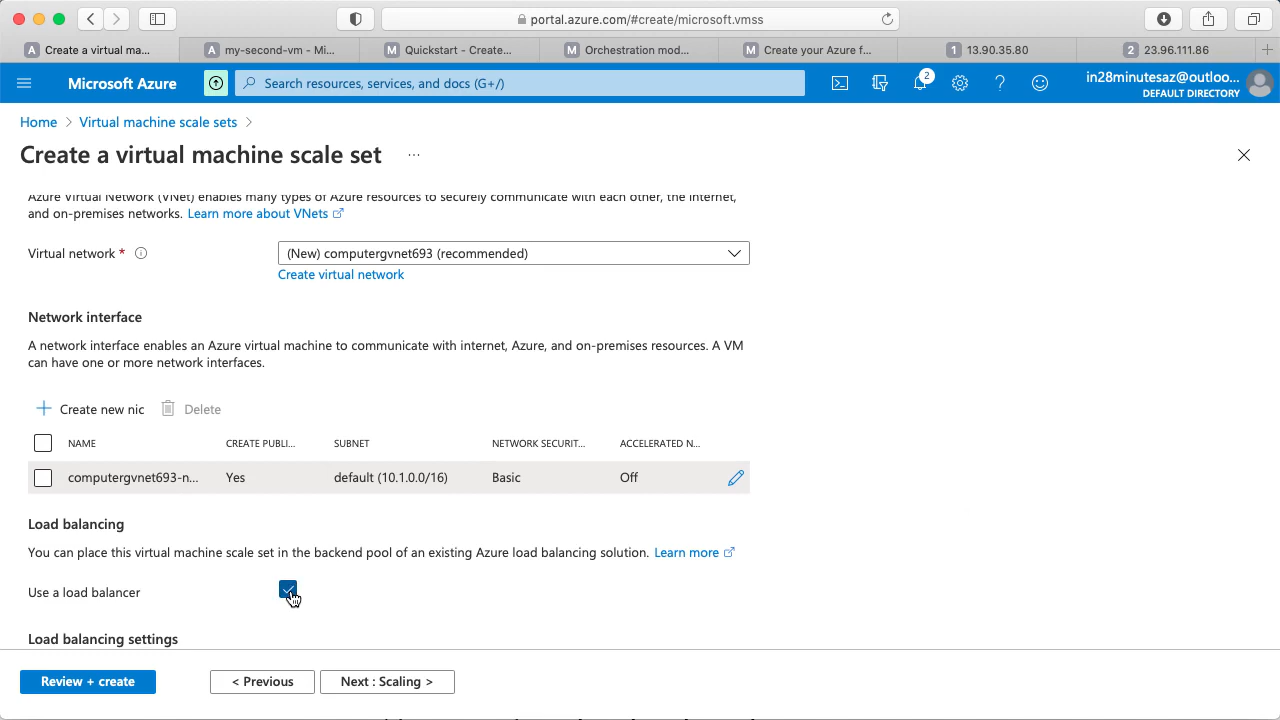 portal.azure.com/#create/microsoft.vmss
A Create a virtual ma...
A my-second-vm - Mi...
M Quickstart - Create...
M Orchestration mod...
M Create your Azure f...
1 13.90.35.80
2 23.96.111.86
Microsoft Azure
Search resources, services, and docs (G+/)
2
in28minutesaz@outloo...
DEFAULT DIRECTORY
Home > Virtual machine scale sets >
Create a virtual machine scale set ...
Azure Virtual Network (VNet) enables many types of Azure resources to securely communicate with each other, the internet,
and on-premises networks. Learn more about VNets
Virtual network *
(New) computergvnet693 (recommended)
Create virtual network
Network interface
A network interface enables an Azure virtual machine to communicate with internet, Azure, and on-premises resources. A VM
can have one or more network interfaces.
Create new nic Delete
NAME CREATE PUBLI... SUBNET NETWORK SECURIT... ACCELERATED N...
computergvnet693-n... Yes default (10.1.0.0/16) Basic Off
Load balancing
You can place this virtual machine scale set in the backend pool of an existing Azure load balancing solution. Learn more
Use a load balancer
Load balancing settings
Review + create
< Previous
Next : Scaling >